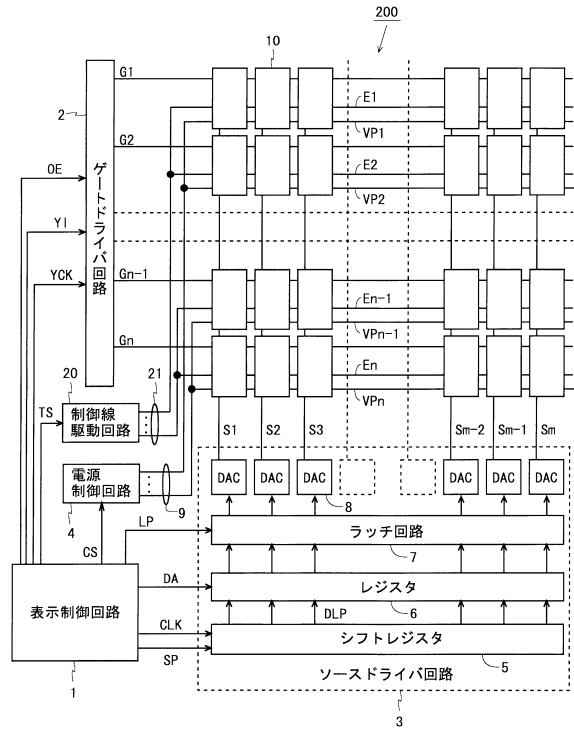 200
10
G1
2
E1
VP1
G2
OE
E2
VP2
ゲートドライバ回路
YI
YCK
Gn-1
En-1
VPn-1
Gn
20
21
En
VPn
TS
制御線
駆動回路
S1
S2
S3
Sm-2
Sm-1
Sm
電源
制御回路
DAC
DAC
DAC
DAC
DAC
DAC
4
9
8
CS
LP
ラッチ回路
7
DA
レジスタ
6
表示制御回路
DLP
CLK
シフトレジスタ
SP
5
ソースドライバ回路
1
3